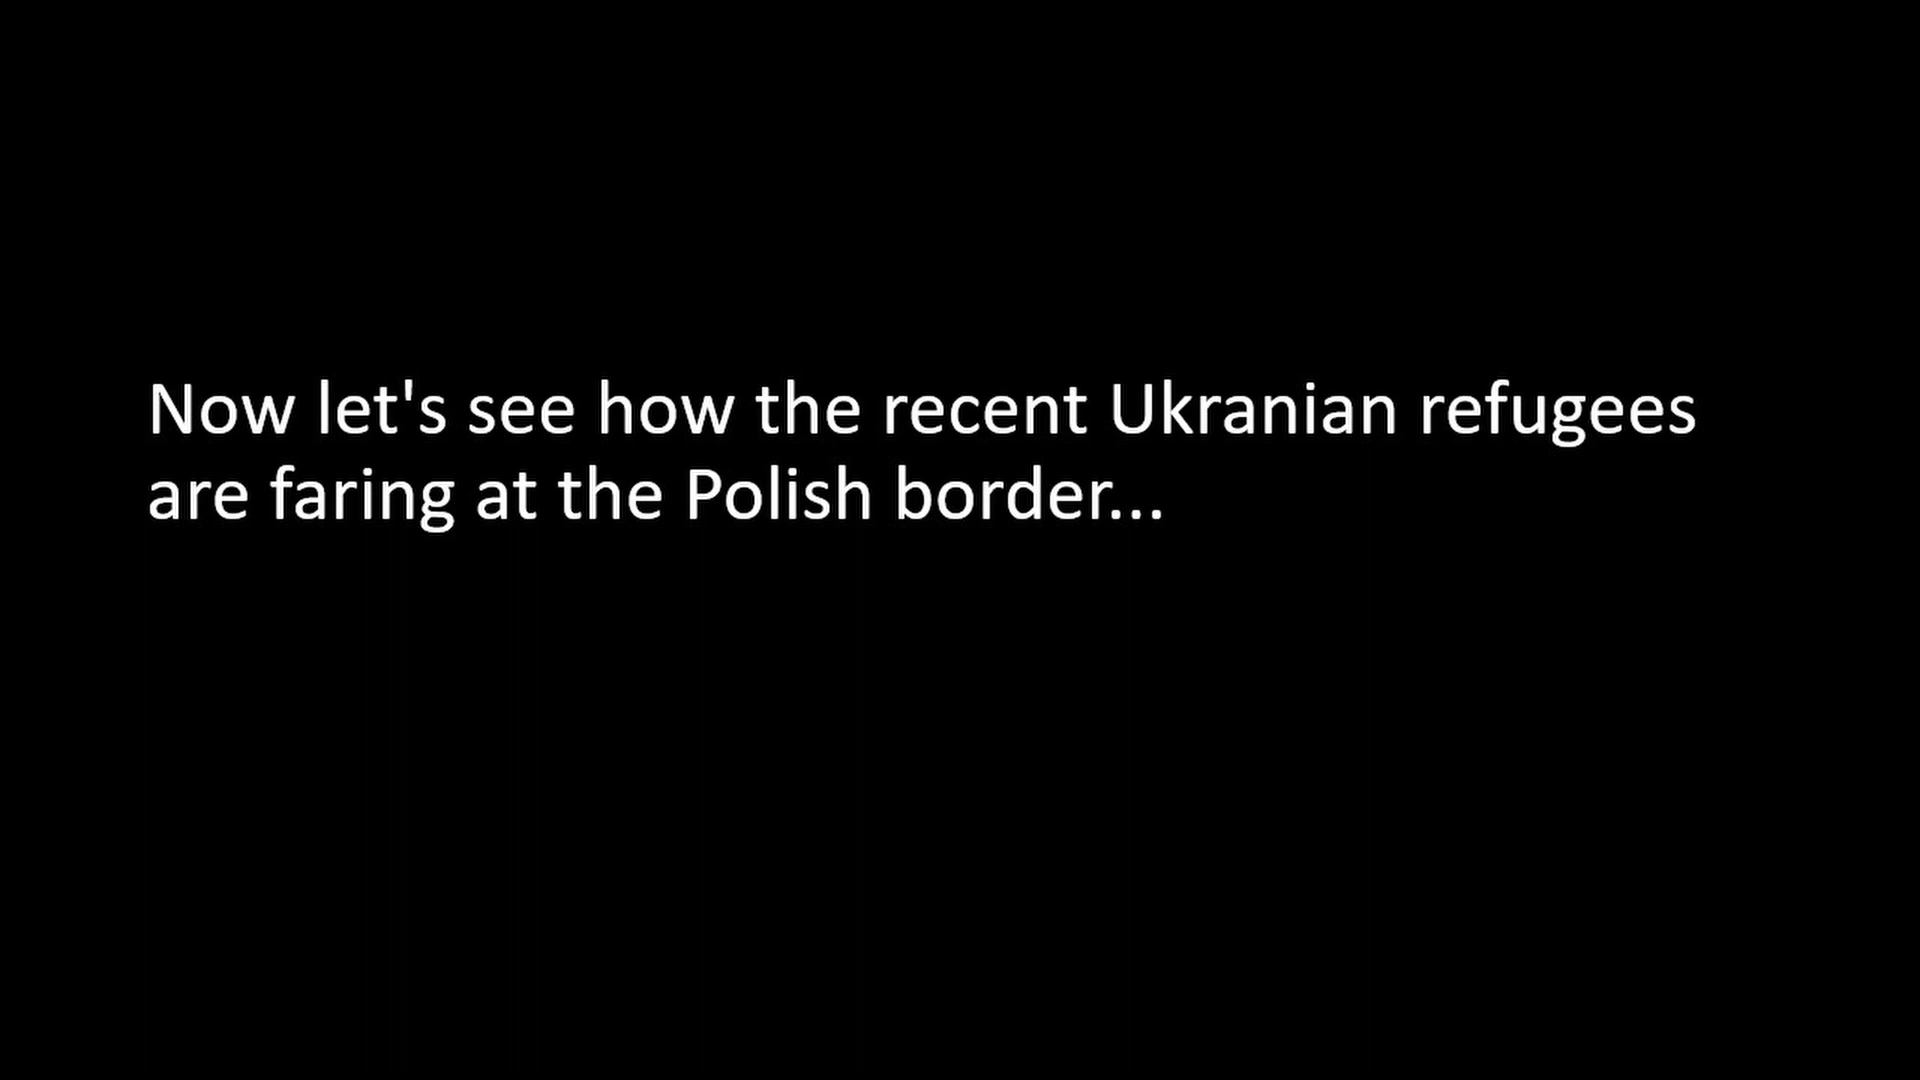 Now let's see how the recent Ukranian refugees
are faring at the Polish border...